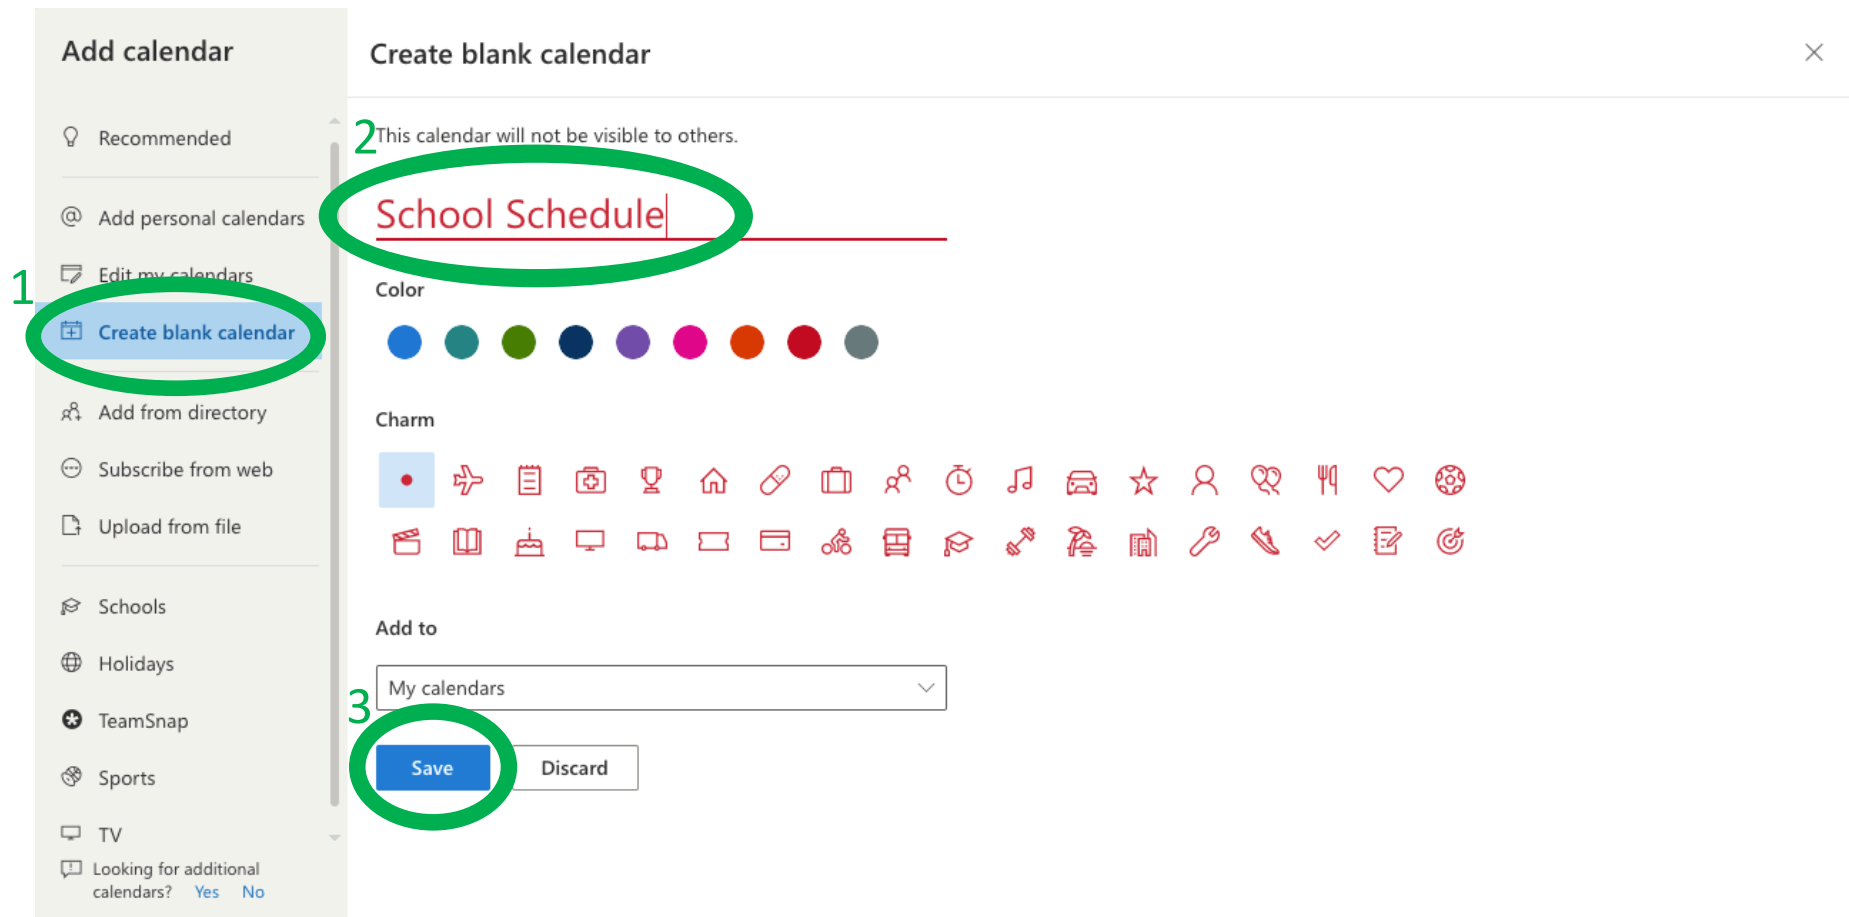 Add calendar
Recommended
Add personal calendars
Edit my calendars
1
Create blank calendar
Add from directory
Subscribe from web
Upload from file
Schools
Holidays
TeamSnap
Sports
TV
Looking for additional
calendars? Yes No
Create blank calendar
2
This calendar will not be visible to others.
School Schedule
Color
Charm
Add to
My calendars
3
Save Discard